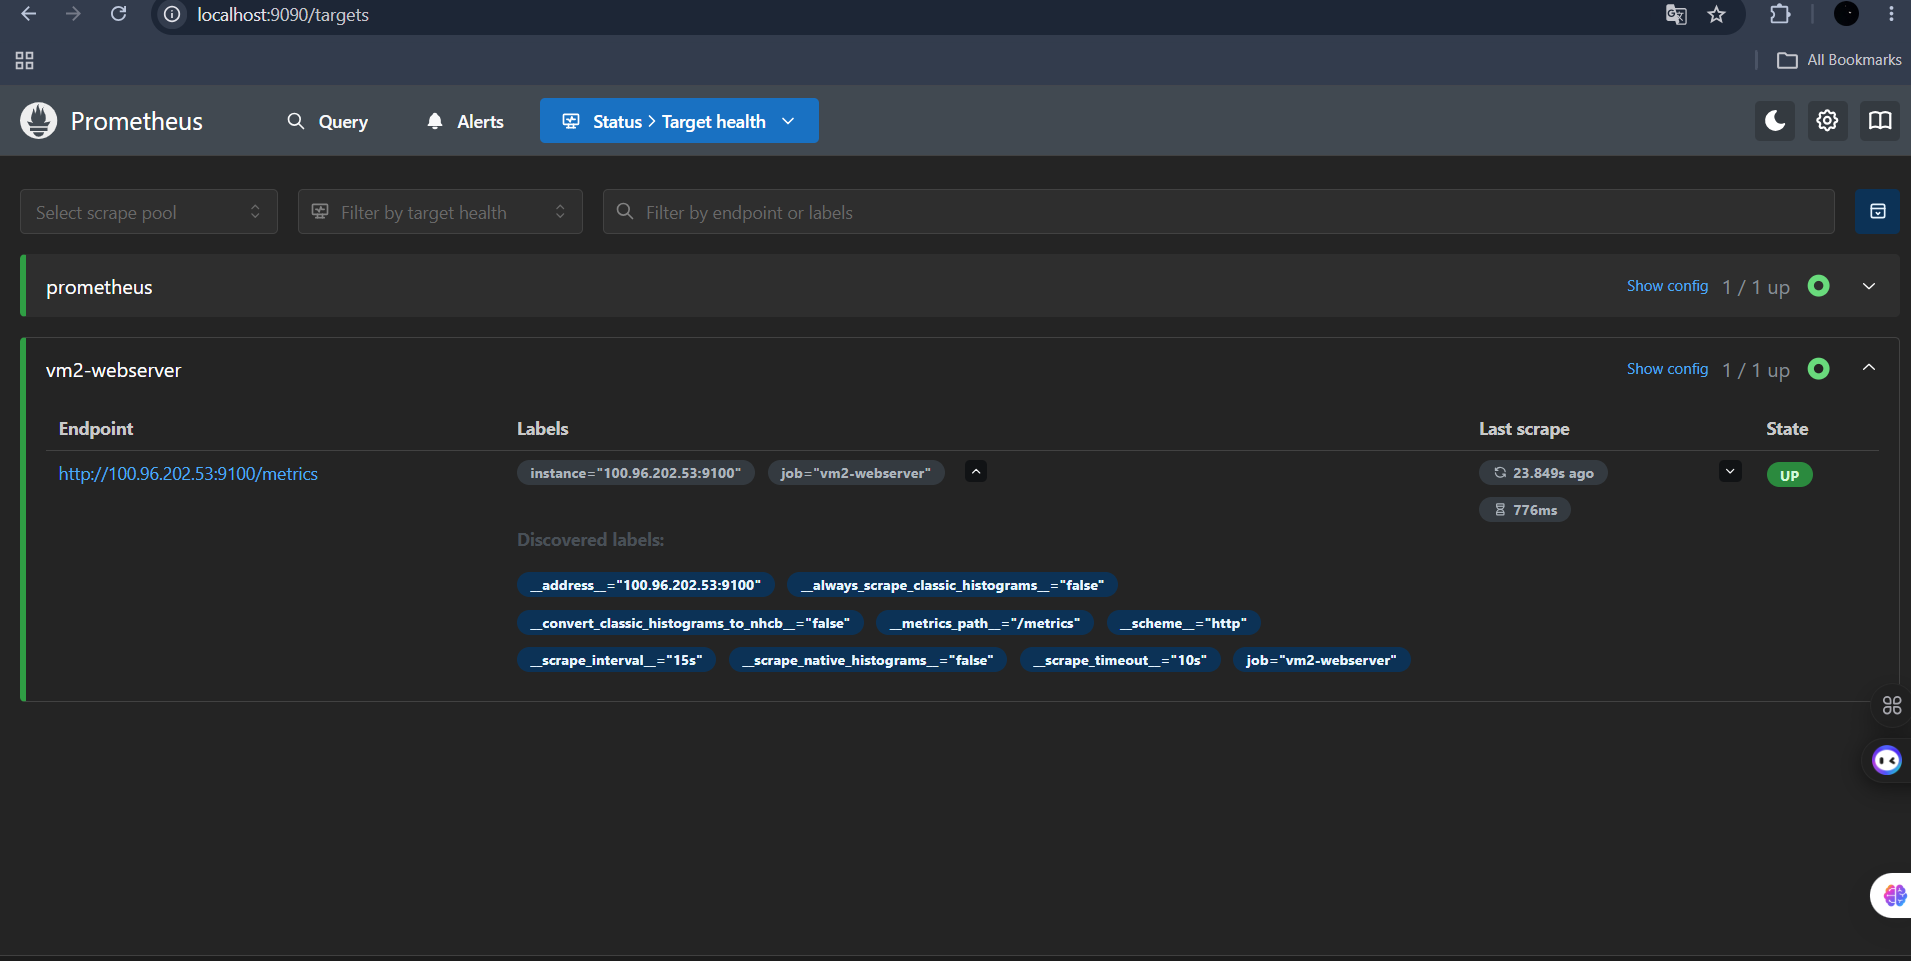 localhost:9090/targets
All Bookmarks
Prometheus Query Alerts Status > Target health
Select scrape pool Filter by target health Filter by endpoint or labels
prometheus Show config 1 / 1 up
vm2-webserver Show config 1 / 1 up
Endpoint Labels Last scrape State
http://100.96.202.53:9100/metrics instance="100.96.202.53:9100" job="vm2-webserver" 23.849s ago UP
776ms
Discovered labels:
__address__="100.96.202.53:9100" __always_scrape_classic_histograms__="false"
__convert_classic_histograms_to_nhcb__="false" __metrics_path__="/metrics" __scheme__="http"
__scrape_interval__="15s" __scrape_native_histograms__="false" __scrape_timeout__="10s" job="vm2-webserver"